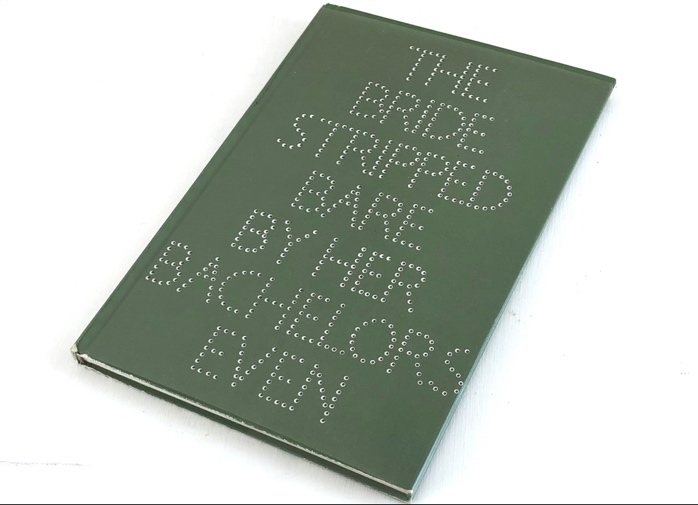 THE
BRIDE
STRIPPED
BARE
BY HER
BACHELORS
EVEN